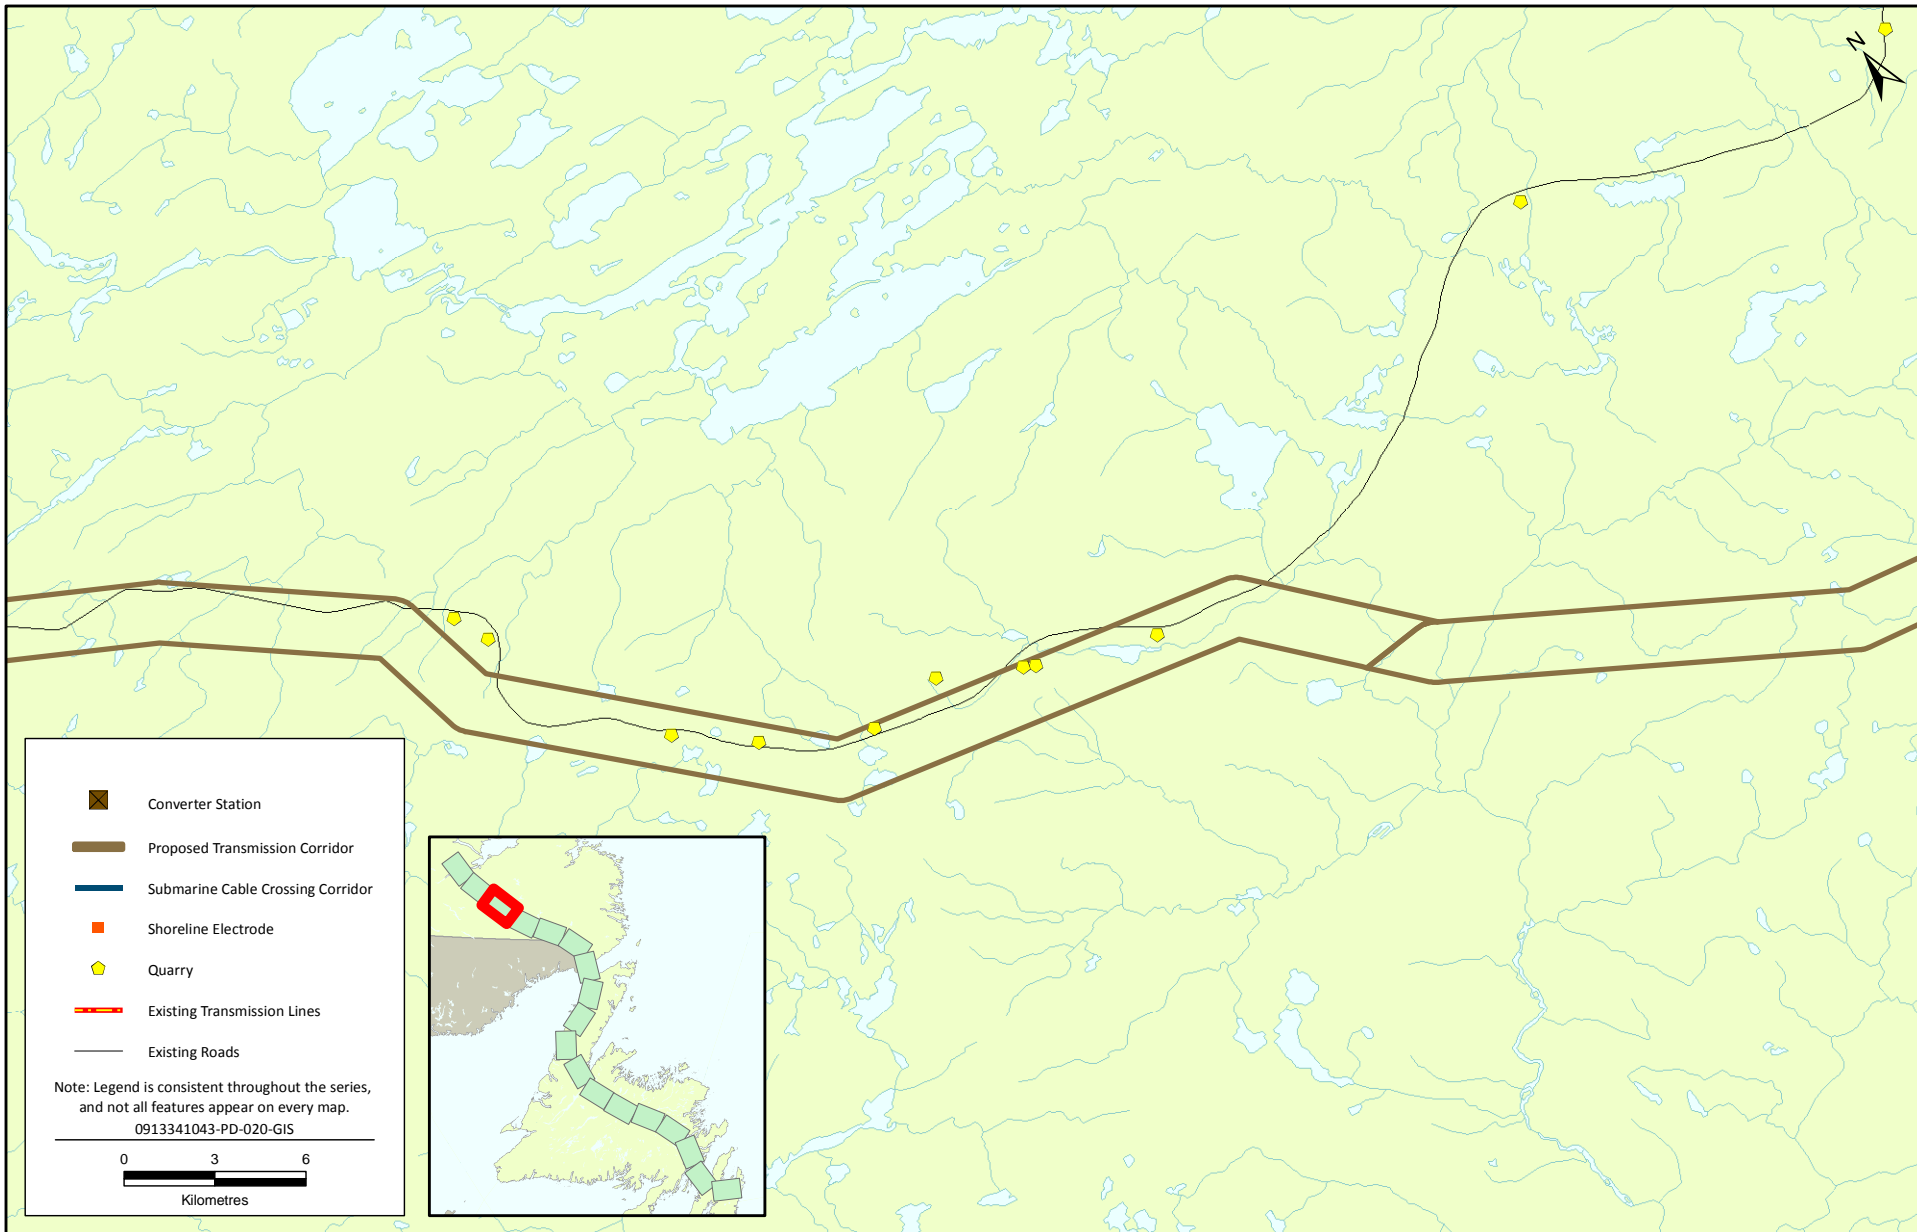 N
Converter Station
Proposed Transmission Corridor
Submarine Cable Crossing Corridor
Shoreline Electrode
Quarry
Existing Transmission Lines
Existing Roads
Note: Legend is consistent throughout the series,
and not all features appear on every map.
0913341043-PD-020-GIS
0 3 6
Kilometres